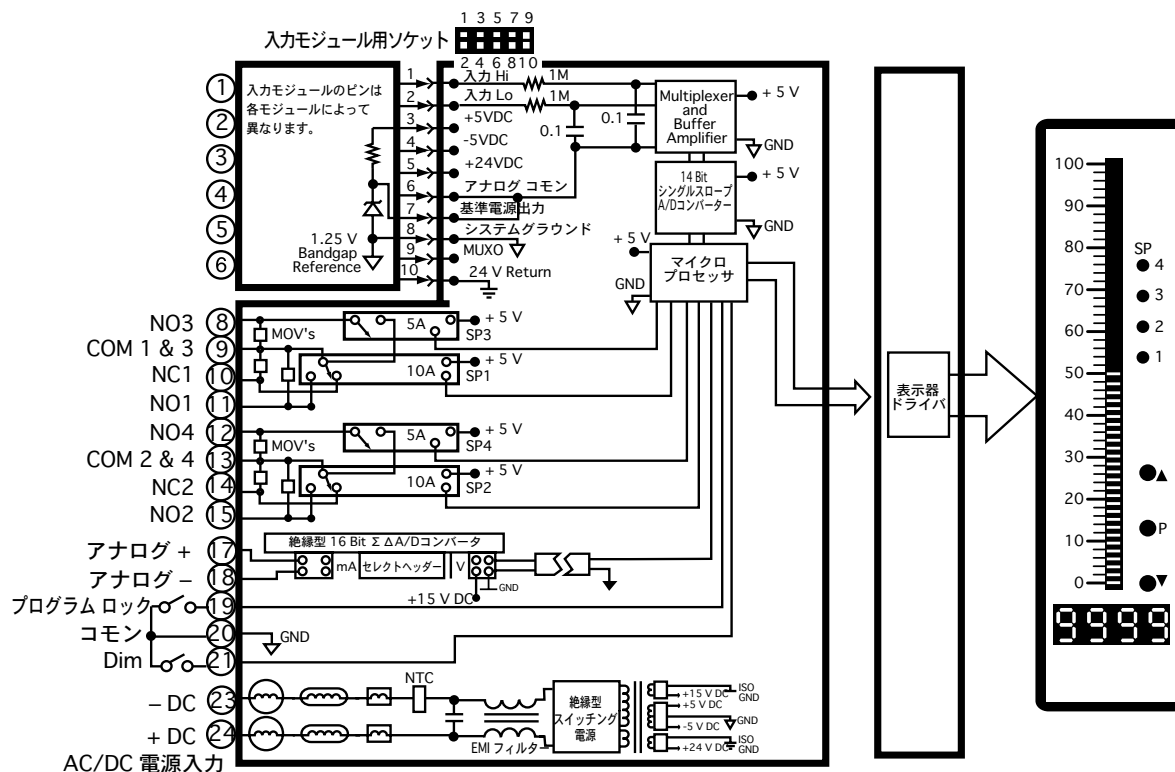 1 3 5 7 9
入力モジュール用ソケット
2 4 6 8 10
入力モジュールのピンは
各モジュールによって
異なります。
1.25 V
Bandgap
Reference
1
2
3
4
5
6
1
2
3
4
5
6
7
8
9
10
入力 Hi
1M
入力 Lo
1M
+5VDC
-5VDC
+24VDC
アナログ コモン
基準電源出力
システムグラウンド
MUXO
24 V Return
0.1
0.1
Multiplexer
and
Buffer
Amplifier
+ 5 V
GND
14 Bit
シングルスロープ
A/Dコンバーター
+ 5 V
GND
+ 5 V
GND
マイクロ
プロセッサ
NO3 8
COM 1 & 3 9
NC1 10
NO1 11
NO4 12
COM 2 & 4 13
NC2 14
NO2 15
アナログ + 17
アナログ – 18
プログラム ロック 19
コモン 20
Dim 21
– DC 23
+ DC 24
AC/DC 電源入力
MOV's
5A
+ 5 V
SP3
10A
+ 5 V
SP1
MOV's
5A
+ 5 V
SP4
10A
+ 5 V
SP2
絶縁型 16 Bit Σ ΔA/Dコンバータ
mA
セレクトヘッダー
V
GND
+15 V DC
GND
NTC
EMI フィルター
絶縁型
スイッチング
電源
+15 V DC
ISO
GND
+5 V DC
GND
-5 V DC
+24 V DC
ISO
GND
表示器
ドライバ
100
90
80
70
60
50
40
30
20
10
0
SP
4
3
2
1
▲
P
▼
9999